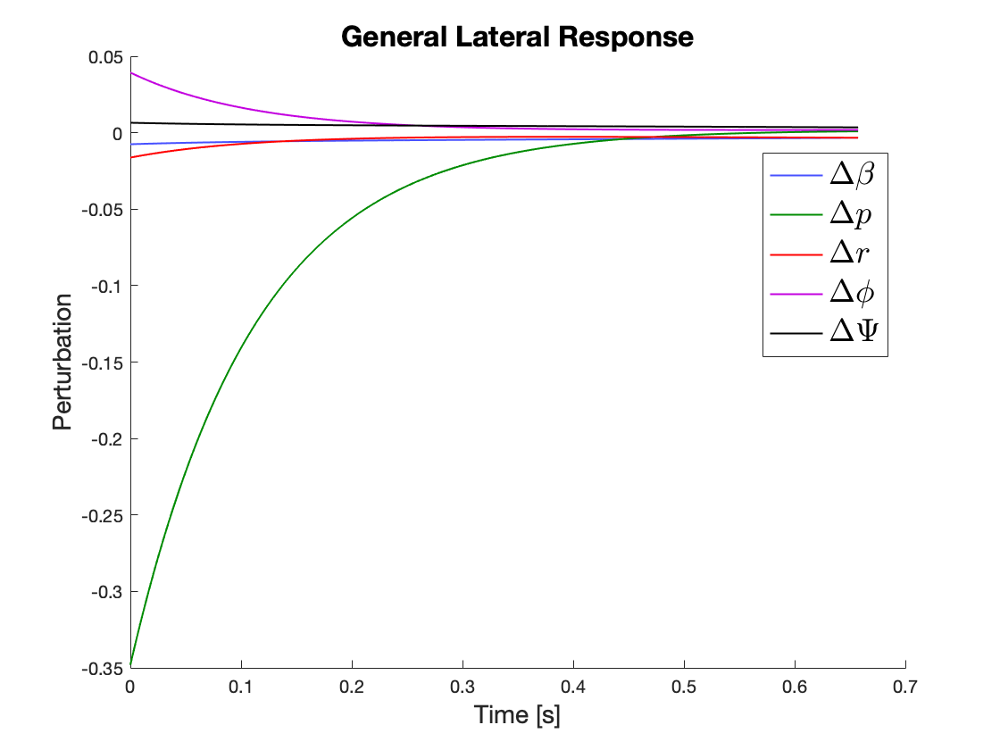 General Lateral Response
0.05
0
-0.05
-0.1
-0.15
-0.2
-0.25
-0.3
-0.35
Perturbation
Δβ
Δp
Δr
Δϕ
ΔΨ
0 0.1 0.2 0.3 0.4 0.5 0.6 0.7
Time [s]